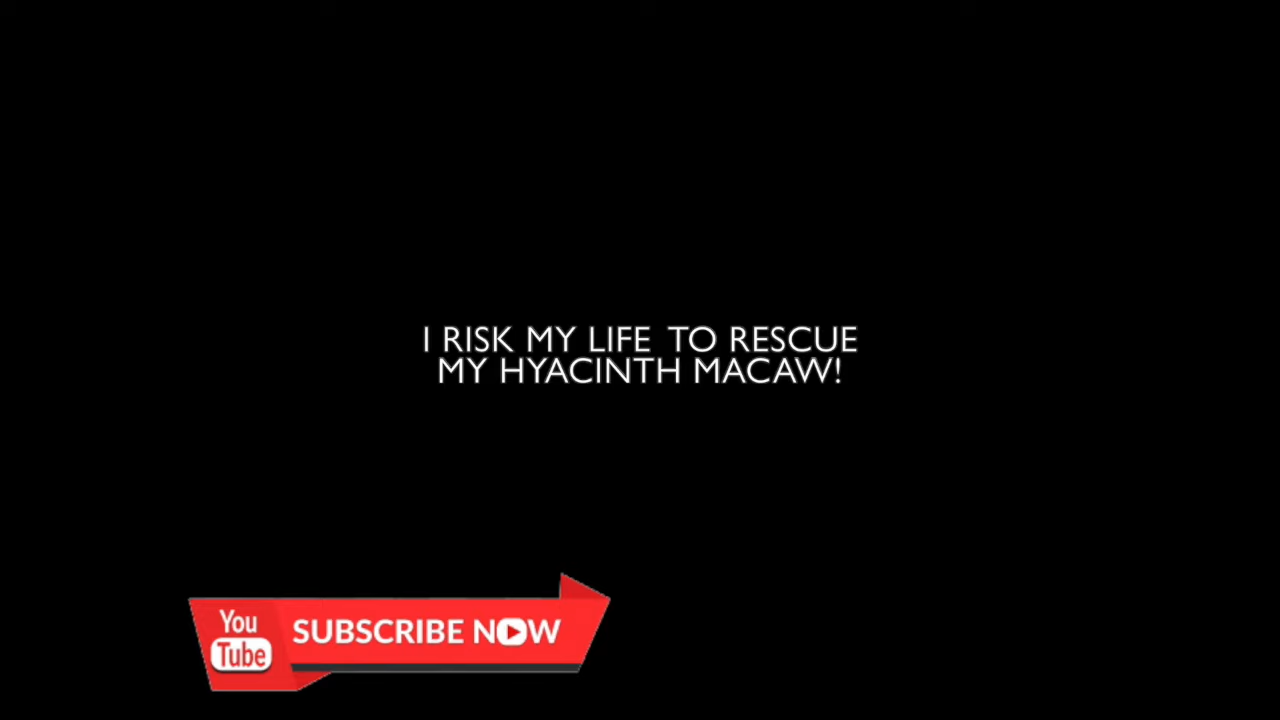 I RISK MY LIFE TO RESCUE
MY HYACINTH MACAW!
You
Tube
SUBSCRIBE NOW